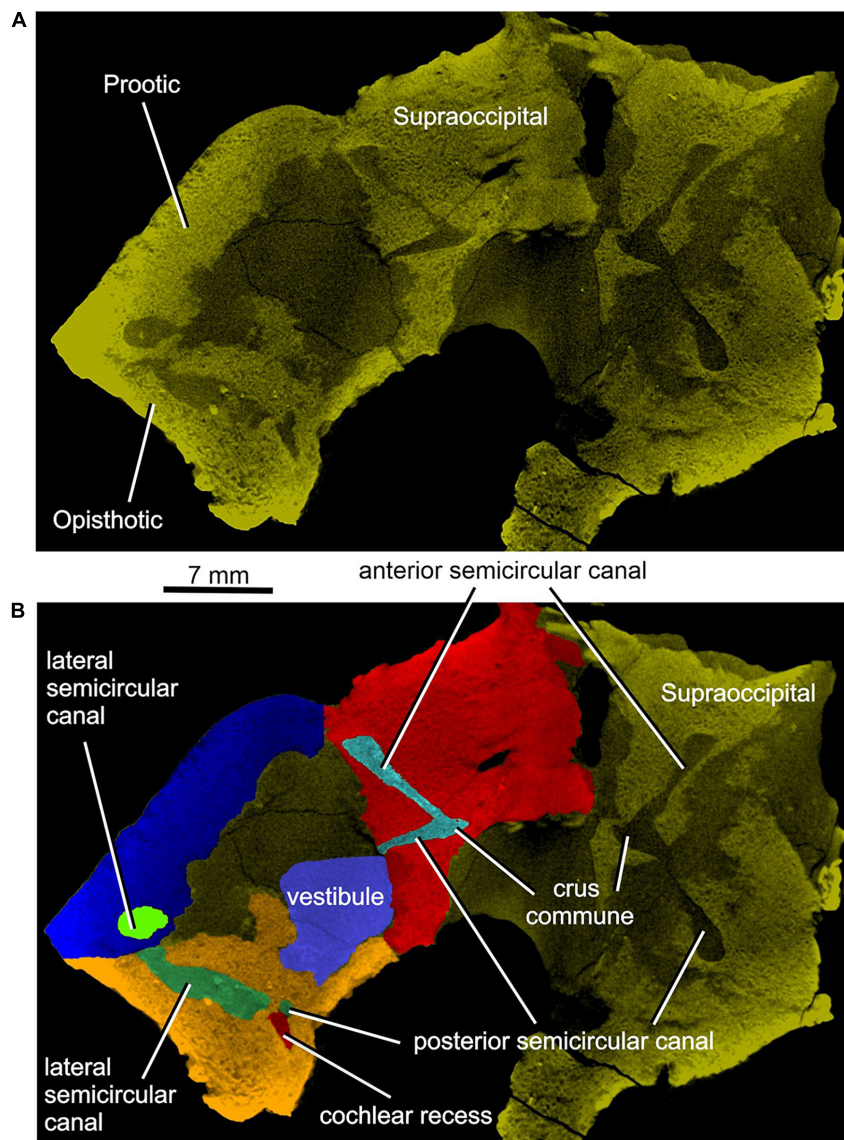 A
Prootic
Supraoccipital
Opisthotic
7 mm
anterior semicircular canal
B
lateral
semicircular
canal
Supraoccipital
vestibule
crus
commune
posterior semicircular canal
lateral
semicircular
canal
cochlear recess